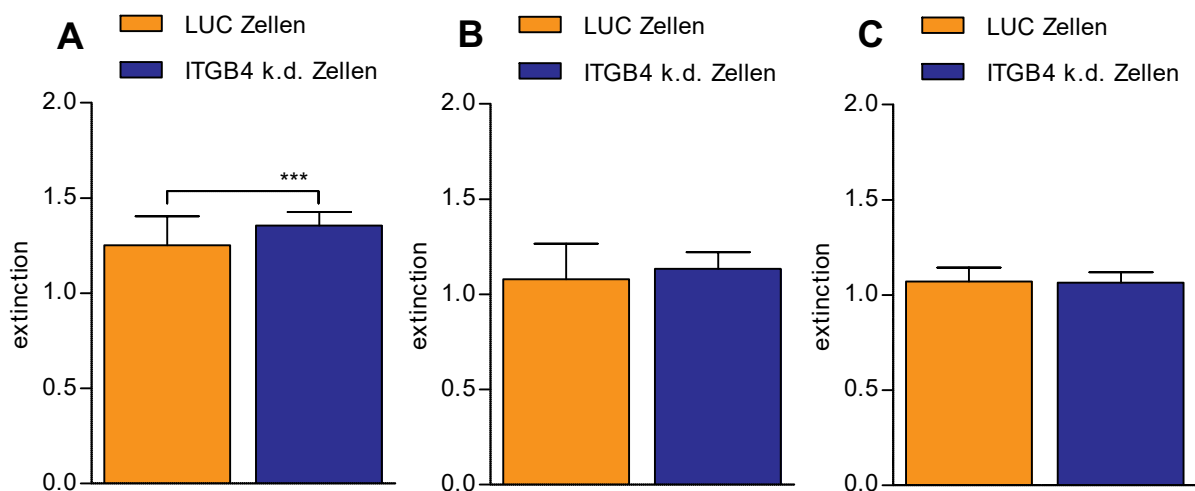 A
LUC Zellen
ITGB4 k.d. Zellen
2.0
1.5
1.0
0.5
0.0
extinction
***
B
LUC Zellen
ITGB4 k.d. Zellen
2.0
1.5
1.0
0.5
0.0
extinction
C
LUC Zellen
ITGB4 k.d. Zellen
2.0
1.5
1.0
0.5
0.0
extinction